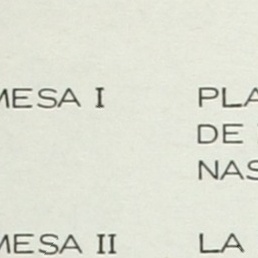 MESA I PLA
DE
NAS
MESA II LA